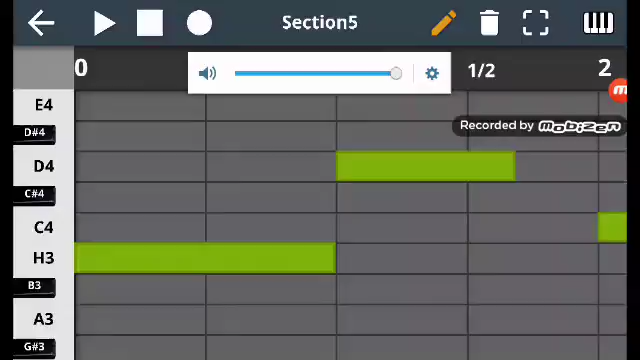 Section5
0
1/2
2
Recorded by MOBIZEN
E4
D#4
D4
C#4
C4
H3
B3
A3
G#3